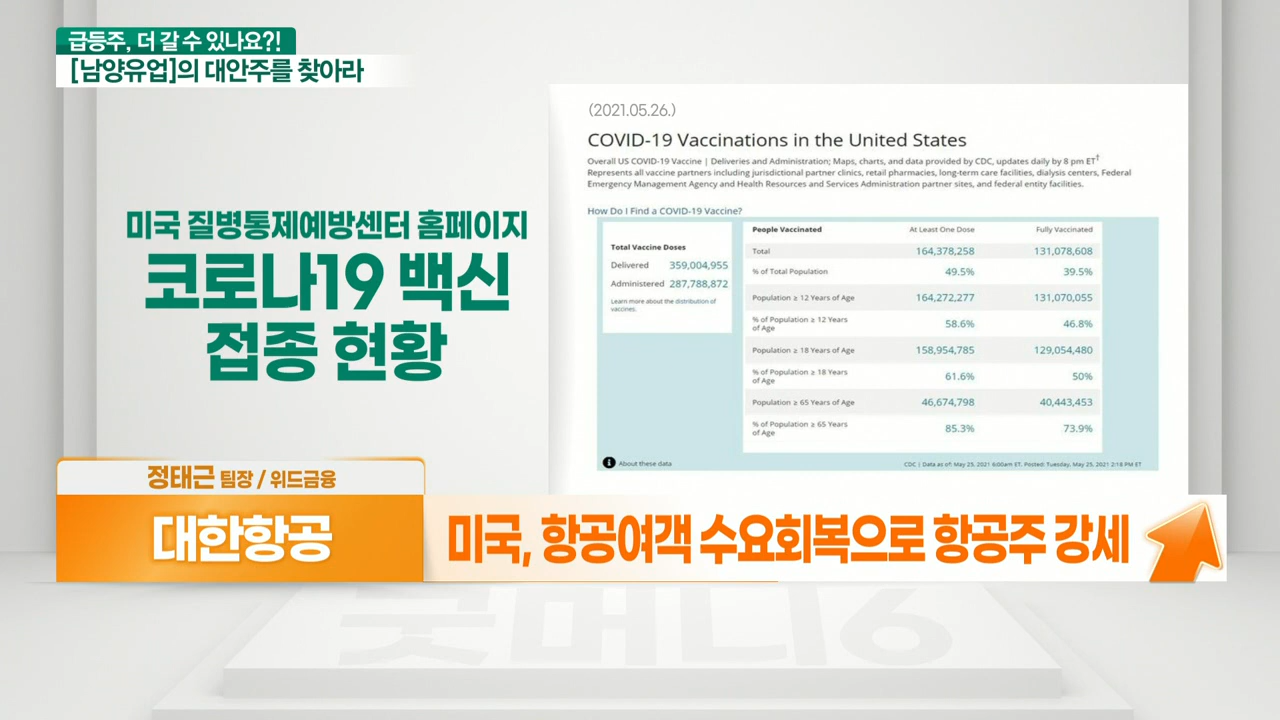 급등주, 더 갈 수 있나요?!
[남양유업]의 대안주를 찾아라
(2021.05.26.)
COVID-19 Vaccinations in the United States
Overall US COVID-19 Vaccine | Deliveries and Administration; Maps, charts, and data provided by CDC, updates daily by 8 pm ET†
Represents all vaccine partners including jurisdictional partner clinics, retail pharmacies, long-term care facilities, dialysis centers, Federal
Emergency Management Agency and Health Resources and Services Administration partner sites, and federal entity facilities.
How Do I Find a COVID-19 Vaccine?
미국 질병통제예방센터 홈페이지
코로나19 백신
접종 현황
Total Vaccine Doses
Delivered 359,004,955
Administered 287,788,872
Learn more about the distribution of
vaccines.
People Vaccinated At Least One Dose Fully Vaccinated
Total 164,378,258 131,078,608
% of Total Population 49.5% 39.5%
Population ≥ 12 Years of Age 164,272,277 131,070,055
% of Population ≥ 12 Years
of Age 58.6% 46.8%
Population ≥ 18 Years of Age 158,954,785 129,054,480
% of Population ≥ 18 Years
of Age 61.6% 50%
Population ≥ 65 Years of Age 46,674,798 40,443,453
% of Population ≥ 65 Years
of Age 85.3% 73.9%
About these data
CDC | Data as of: May 25, 2021 6:00am ET. Posted: Tuesday, May 25, 2021 2:18 PM ET
정태근 팀장 / 위드금융
대한항공
미국, 항공여객 수요회복으로 항공주 강세
굿머니6